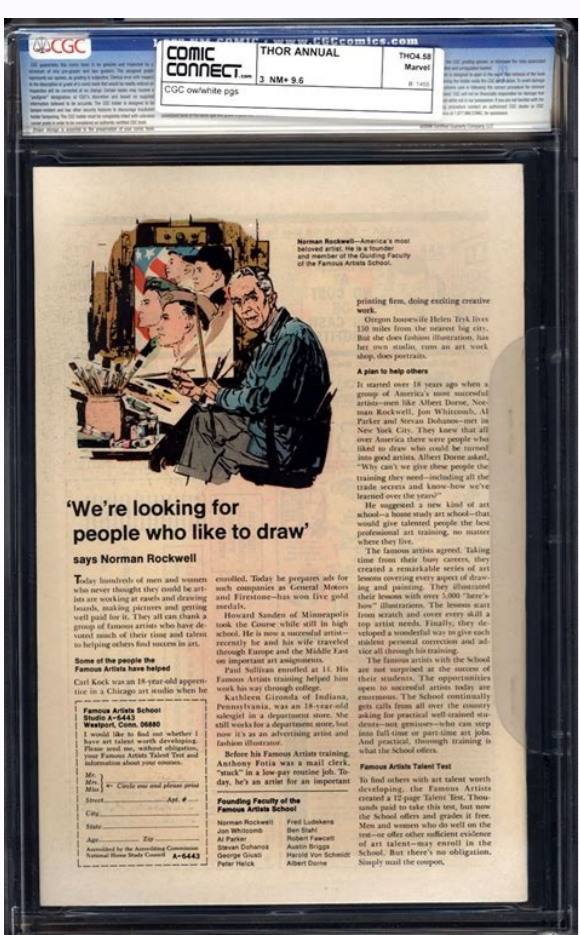 CGC
www.CGCcomics.com
COMIC
CONNECT.com
THOR ANNUAL
THO4.58
Marvel
3 NM+ 9.6
CGC ow/white pgs
Norman Rockwell—America's most
beloved artist. He is a founder
and member of the Guiding Faculty
of the Famous Artists School.
'We're looking for
people who like to draw'
says Norman Rockwell
Today hundreds of men and women
who never thought they could be art-
ists are working at easels and drawing
boards, making pictures and getting
well paid for it. They all can thank a
group of famous artists who have de-
voted much of their time and talent
to helping others find success in art.
Some of the people the
Famous Artists have helped
Carl Kock was an 18-year-old appren-
tice in a Chicago art studio when he
Famous Artists School
Studio A-6443
Westport, Conn. 06880
I would like to find out whether I
have art talent worth developing.
Please send me, without obligation,
your Famous Artists Talent Test and
information about your courses.
Mr.
Mrs.
Miss
Circle one and please print
Street Apt. #
City
State
Age Zip
Accredited by the Accrediting Commission
National Home Study Council A-6443
enrolled. Today he prepares ads for
such companies as General Motors
and Firestone—has won five gold
medals.
Howard Sanden of Minneapolis
took the Course while still in high
school. He is now a successful artist—
recently he and his wife traveled
through Europe and the Middle East
on important art assignments.
Paul Sullivan enrolled at 14. His
Famous Artists training helped him
work his way through college.
Kathleen Gironda of Indiana,
Pennsylvania, was an 18-year-old
salesgirl in a department store. She
still works for a department store, but
now it's as an advertising artist and
fashion illustrator.
Before his Famous Artists training,
Anthony Fotia was a mail clerk,
"stuck" in a low-pay routine job. To-
day, he's an artist for an important
Founding Faculty of the
Famous Artists School
Norman Rockwell
Jon Whitcomb
Al Parker
Stevan Dohanos
George Giusti
Peter Helck
Fred Ludekens
Ben Stahl
Robert Fawcett
Austin Briggs
Harold Von Schmidt
Albert Dorne
printing firm, doing exciting creative
work.
Oregon housewife Helen Tryk lives
150 miles from the nearest big city.
But she does fashion illustration, has
her own studio, runs an art work
shop, does portraits.
A plan to help others
It started over 18 years ago when a
group of America's most successful
artists—men like Albert Dorne, Nor-
man Rockwell, Jon Whitcomb, Al
Parker and Stevan Dohanos—met in
New York City. They knew that all
over America there were people who
liked to draw who could be turned
into good artists. Albert Dorne asked,
"Why can't we give these people the
training they need—including all the
trade secrets and know-how we've
learned over the years?"
He suggested a new kind of art
school—a home study art school—that
would give talented people the best
professional art training, no matter
where they live.
The famous artists agreed. Taking
time from their busy careers, they
created a remarkable series of art
lessons covering every aspect of draw-
ing and painting. They illustrated
their lessons with over 5,000 "here's-
how" illustrations. The lessons start
from scratch and cover every skill a
top artist needs. Finally, they de-
veloped a wonderful way to give each
student personal correction and ad-
vice all through his training.
The famous artists with the School
are not surprised at the success of
their students. The opportunities
open to successful artists today are
enormous. The School continually
gets calls from all over the country
asking for practical well-trained stu-
dents—not geniuses—who can step
into full-time or part-time art jobs.
And practical, thorough training is
what the School offers.
Famous Artists Talent Test
To find others with art talent worth
developing, the Famous Artists
created a 12-page Talent Test. Thou-
sands paid to take this test, but now
the School offers and grades it free.
Men and women who do well on the
test—or offer other sufficient evidence
of art talent—may enroll in the
School. But there's no obligation.
Simply mail the coupon.